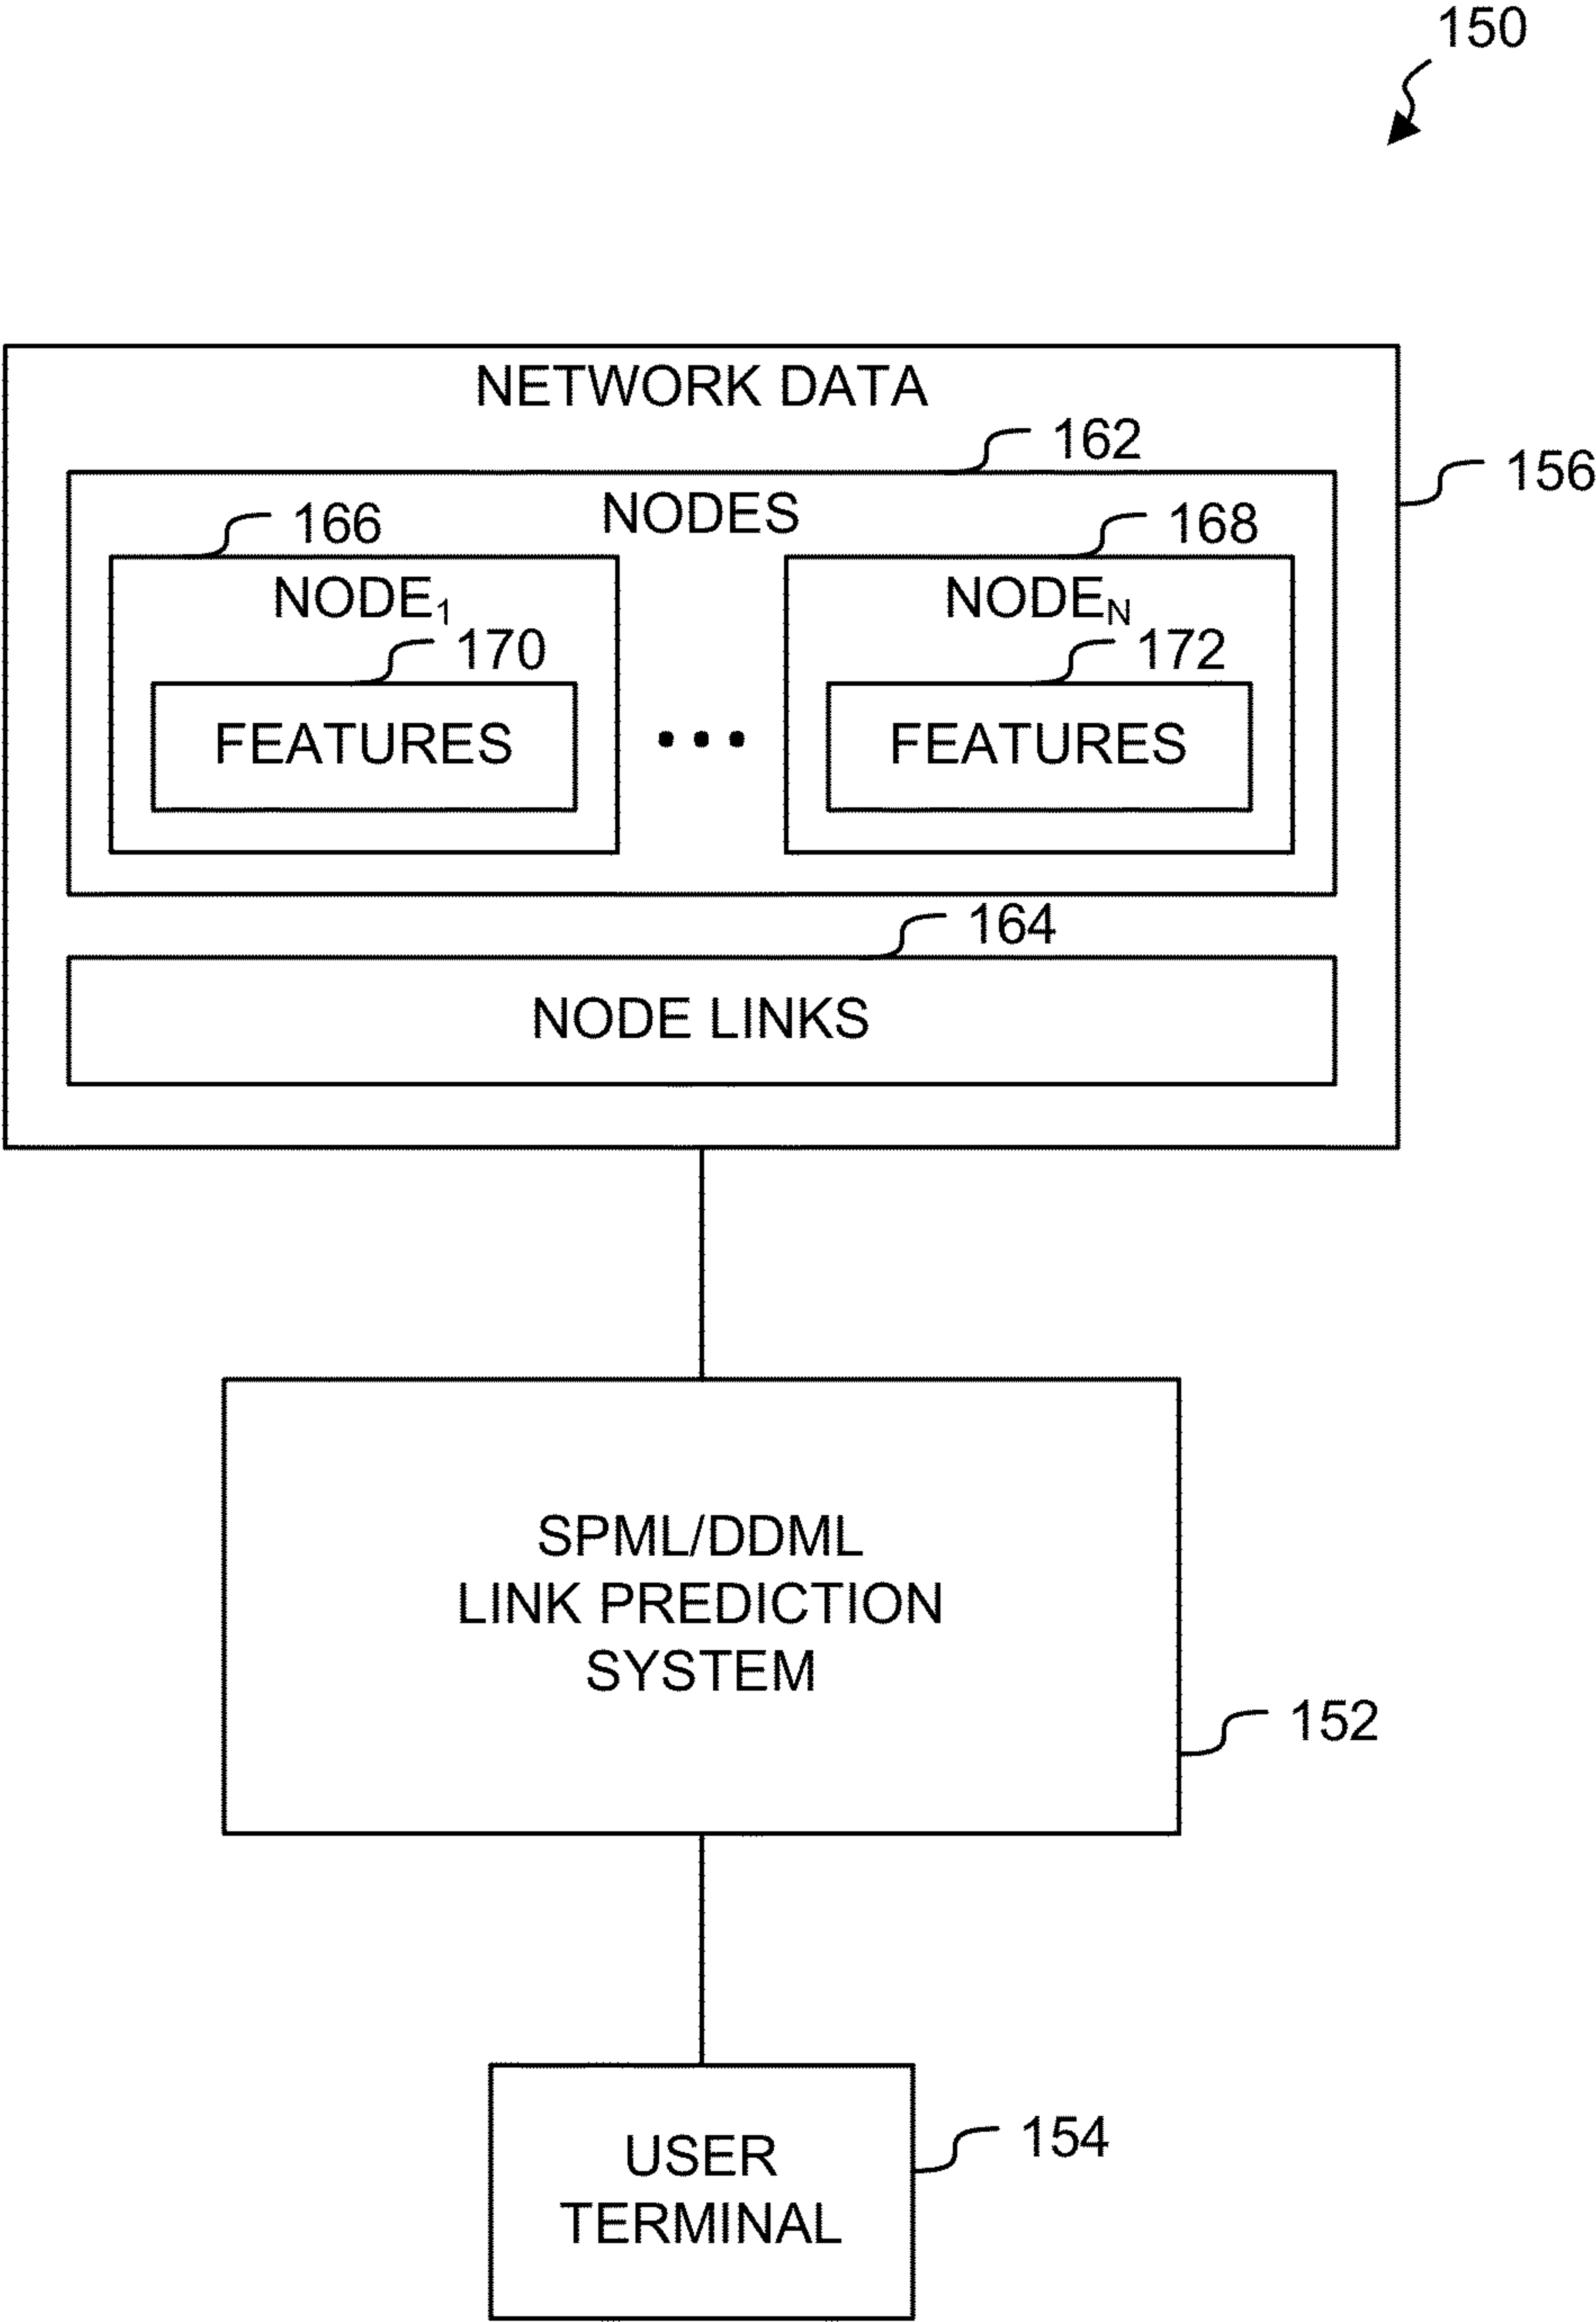 150
NETWORK DATA
162
156
NODES
166
168
NODE1
NODEN
170
172
FEATURES
...
FEATURES
164
NODE LINKS
SPML/DDML
LINK PREDICTION
SYSTEM
152
USER
TERMINAL
154